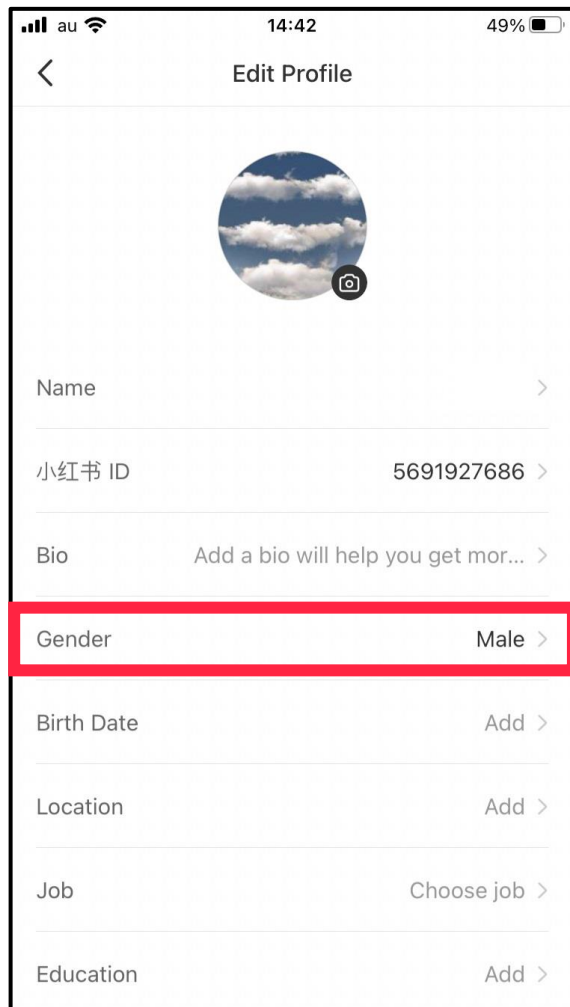 au 14:42 49%
Edit Profile
Name
小红书 ID 5691927686
Bio Add a bio will help you get mor...
Gender Male
Birth Date Add
Location Add
Job Choose job
Education Add